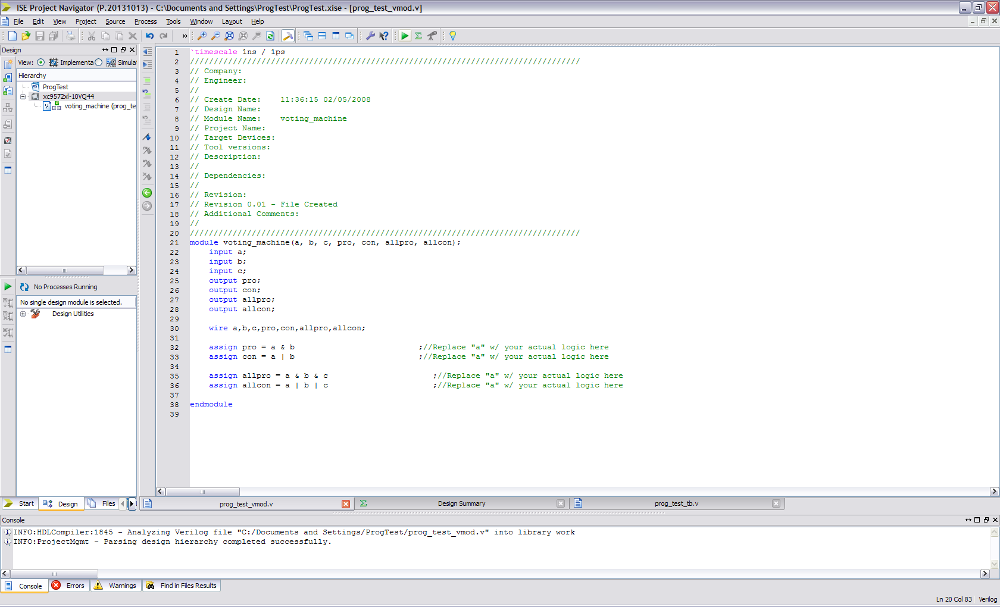 ISE Project Navigator (P.20131013) - C:\Documents and Settings\ProgTest\ProgTest.xise - [prog_test_vmod.v]
File Edit View Project Source Process Tools Window Layout Help
Design
View: Implementa Simula
Hierarchy
ProgTest
xc9572xl-10VQ44
voting_machine (prog_te
No Processes Running
No single design module is selected.
Design Utilities
Start Design Files
1 `timescale 1ns / 1ps
2 //////////////////////////////////////////////////////////////////////////////////
3 // Company:
4 // Engineer:
5 //
6 // Create Date:    11:36:15 02/05/2008
7 // Design Name:
8 // Module Name:    voting_machine
9 // Project Name:
10 // Target Devices:
11 // Tool versions:
12 // Description:
13 //
14 // Dependencies:
15 //
16 // Revision:
17 // Revision 0.01 - File Created
18 // Additional Comments:
19 //
20 //////////////////////////////////////////////////////////////////////////////////
21 module voting_machine(a, b, c, pro, con, allpro, allcon);
22     input a;
23     input b;
24     input c;
25     output pro;
26     output con;
27     output allpro;
28     output allcon;
29
30     wire a,b,c,pro,con,allpro,allcon;
31
32     assign pro = a & b                          ;//Replace "a" w/ your actual logic here
33     assign con = a | b                          ;//Replace "a" w/ your actual logic here
34
35     assign allpro = a & b & c                      ;//Replace "a" w/ your actual logic here
36     assign allcon = a | b | c                      ;//Replace "a" w/ your actual logic here
37
38 endmodule
39
prog_test_vmod.v Design Summary prog_test_tb.v
Console
INFO:HDLCompiler:1845 - Analyzing Verilog file "C:/Documents and Settings/ProgTest/prog_test_vmod.v" into library work
INFO:ProjectMgmt - Parsing design hierarchy completed successfully.
Console Errors Warnings Find in Files Results
Ln 20 Col 83 Verilog